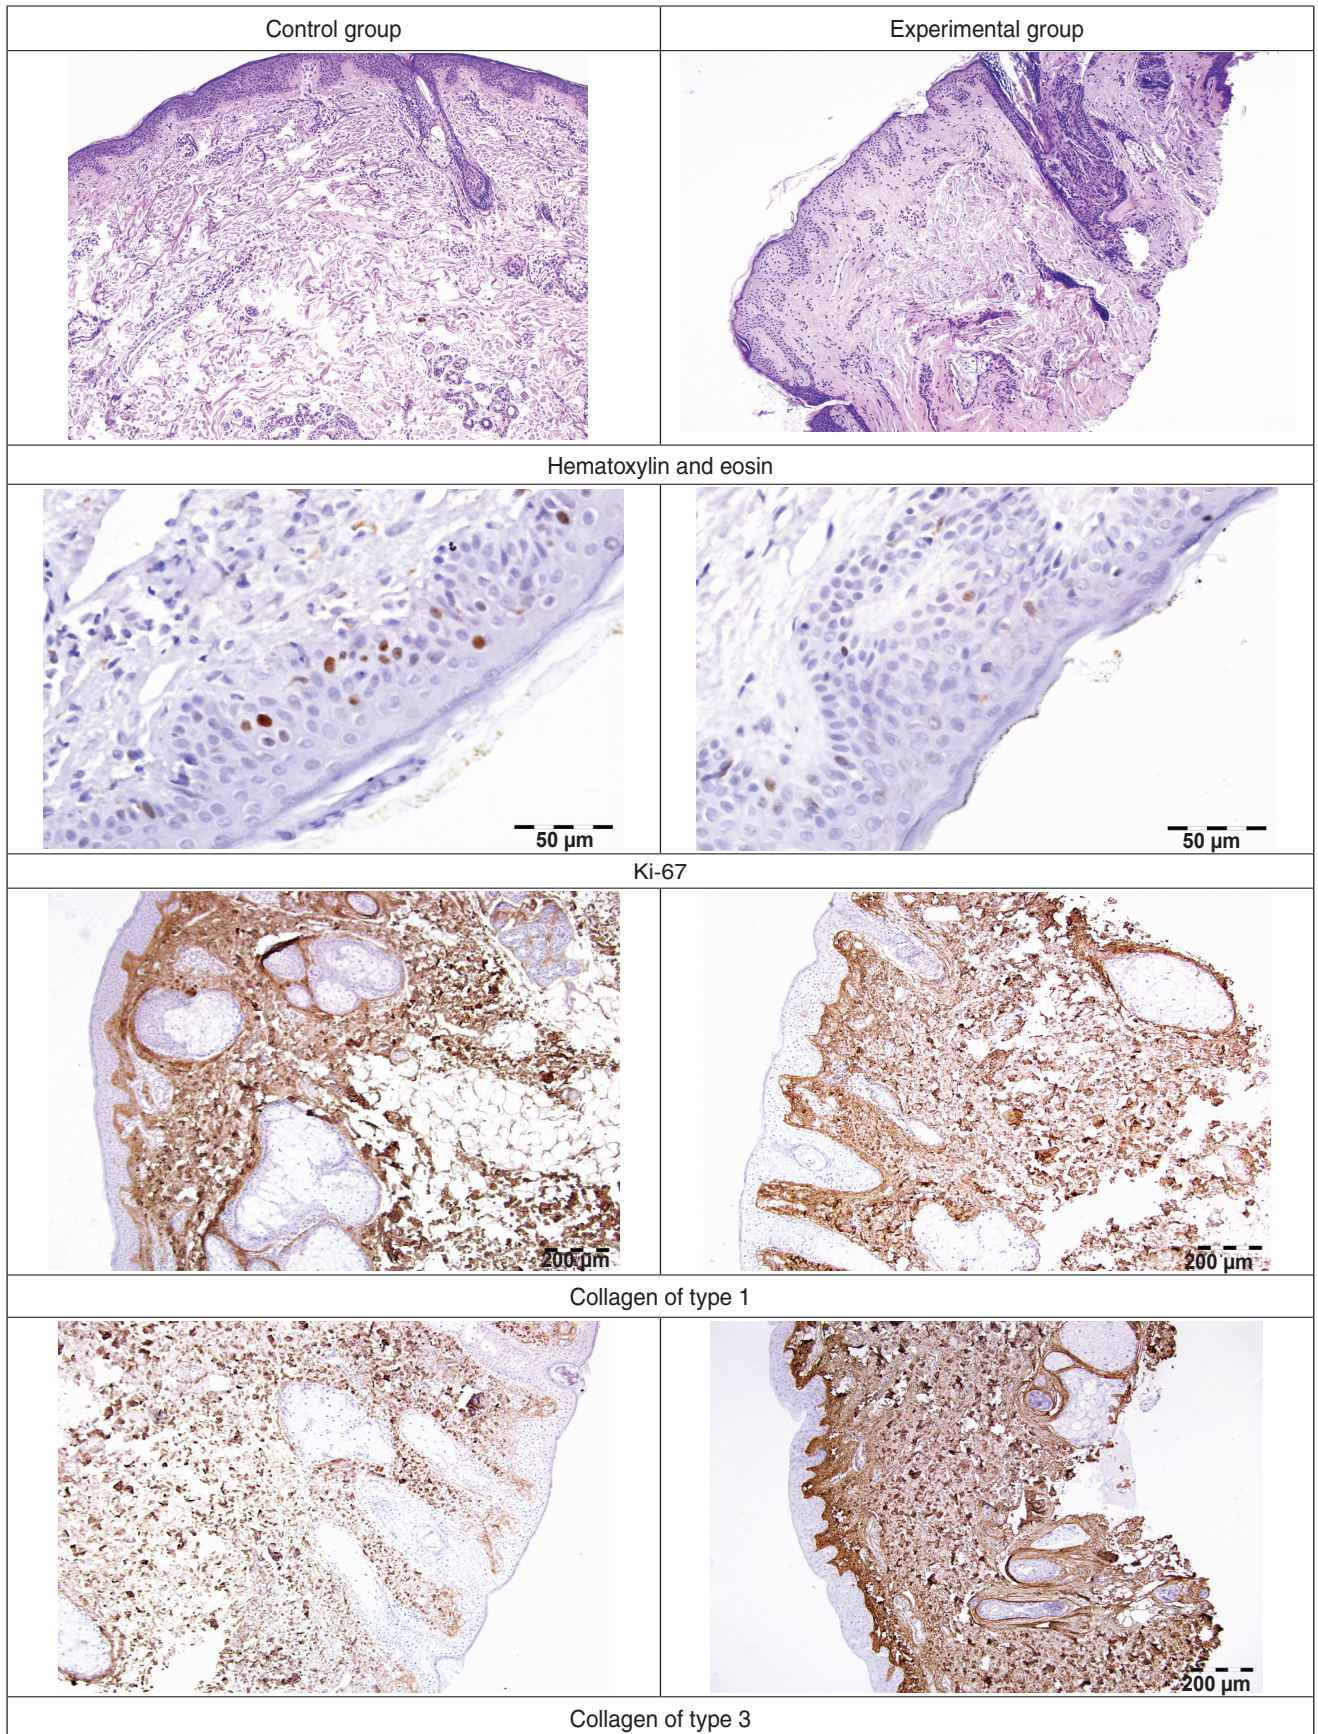 Control group
Experimental group
Hematoxylin and eosin
50 µm
50 µm
Ki-67
200 µm
200 µm
Collagen of type 1
200 µm
Collagen of type 3